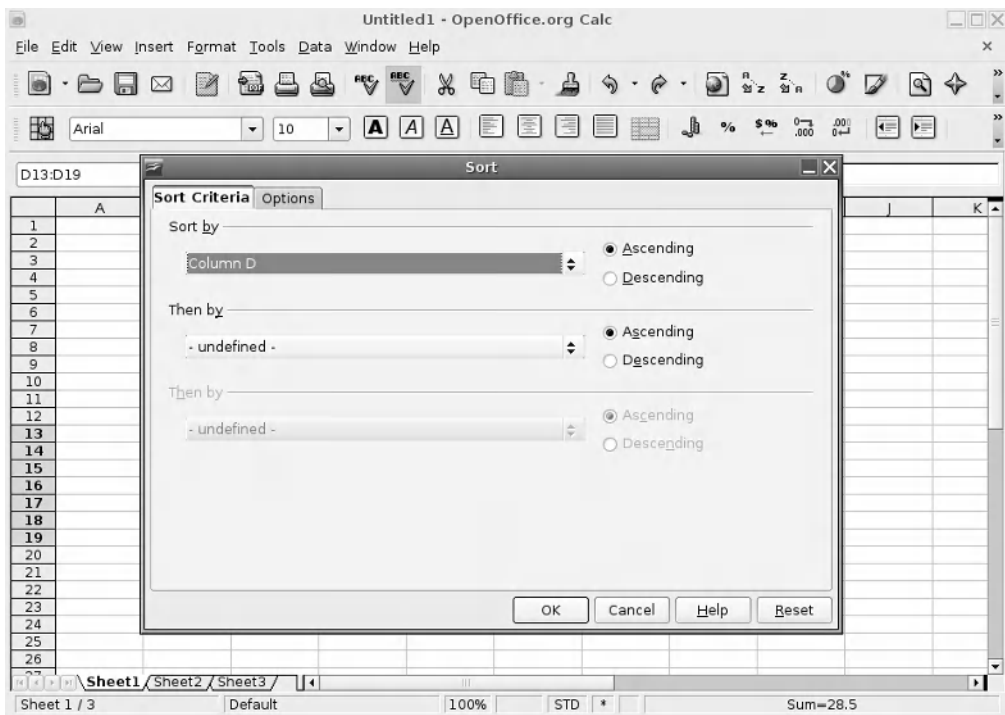 Untitled1 - OpenOffice.org Calc
File Edit View Insert Format Tools Data Window Help
Arial 10
D13:D19
Sort
Sort Criteria Options
A J K
1
2
3
4
5
6
7
8
9
10
11
12
13
14
15
16
17
18
19
20
21
22
23
24
25
26
Sort by
Column D
Ascending
Descending
Then by
- undefined -
Ascending
Descending
Then by
- undefined -
Ascending
Descending
OK Cancel Help Reset
Sheet1 Sheet2 Sheet3
Sheet 1 / 3 Default 100% STD * Sum=28.5